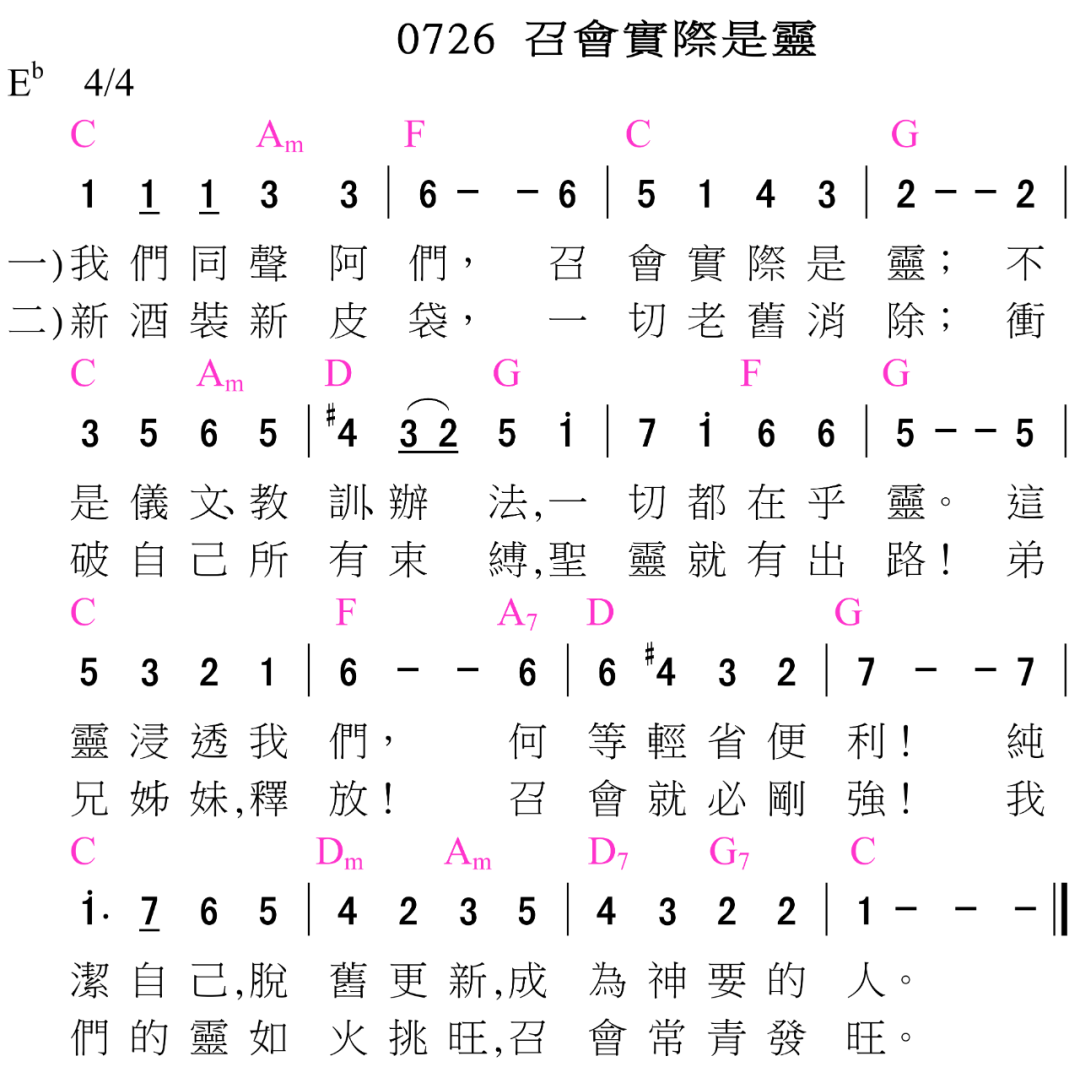 0726 召會實際是靈
E♭ 4/4
C Am F C G
1 1 1 3 3 | 6 – – 6 | 5 1 4 3 | 2 – – 2 |
一)我們同聲阿們， 召會實際是靈； 不
二)新酒裝新皮袋， 一切老舊消除； 衝
C Am D G F G
3 5 6 5 | #4 3 2 5 i | 7 i 6 6 | 5 – – 5 |
是儀文、教訓、辦法,一切都在乎靈。 這
破自己所有束縛,聖靈就有出路！ 弟
C F A7 D G
5 3 2 1 | 6 – – 6 | 6 #4 3 2 | 7 – – 7 |
靈浸透我們， 何等輕省便利！ 純
兄姊妹,釋放！ 召會就必剛強！ 我
C Dm Am D7 G7 C
i. 7 6 5 | 4 2 3 5 | 4 3 2 2 | 1 – – – ‖
潔自己,脫舊更新,成為神要的人。
們的靈如火挑旺,召會常青發旺。